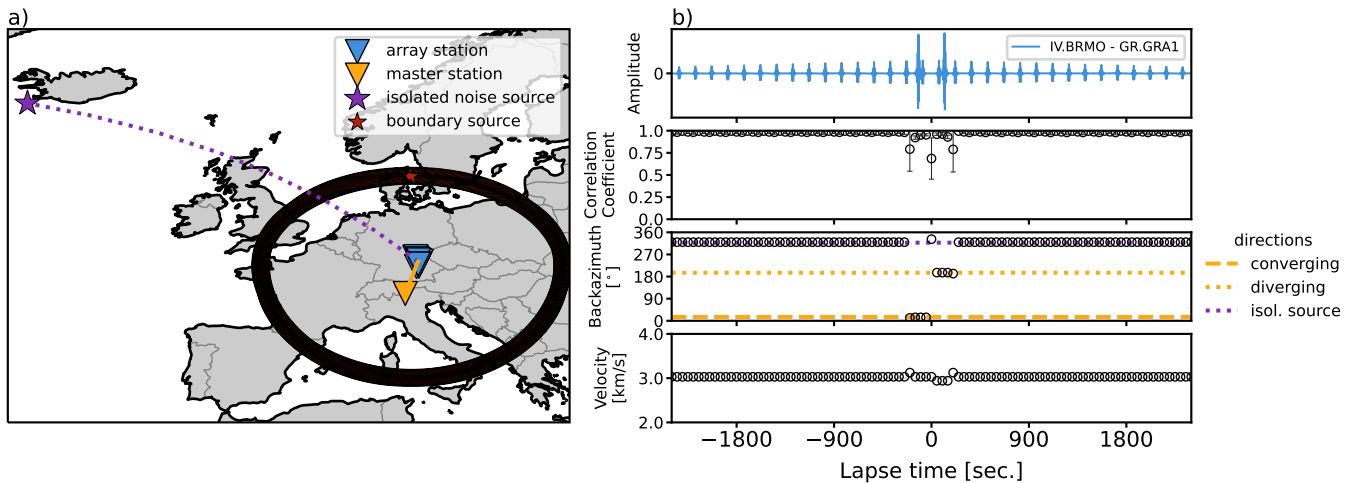 a)
array station
master station
isolated noise source
boundary source
b)
IV.BRMO - GR.GRA1
Amplitude
0
Correlation
Coefficient
1.0
0.75
0.5
0.25
0.0
Backazimuth
[°]
360
270
180
90
0
directions
converging
diverging
isol. source
Velocity
[km/s]
4.0
3.0
2.0
−1800
−900
0
900
1800
Lapse time [sec.]